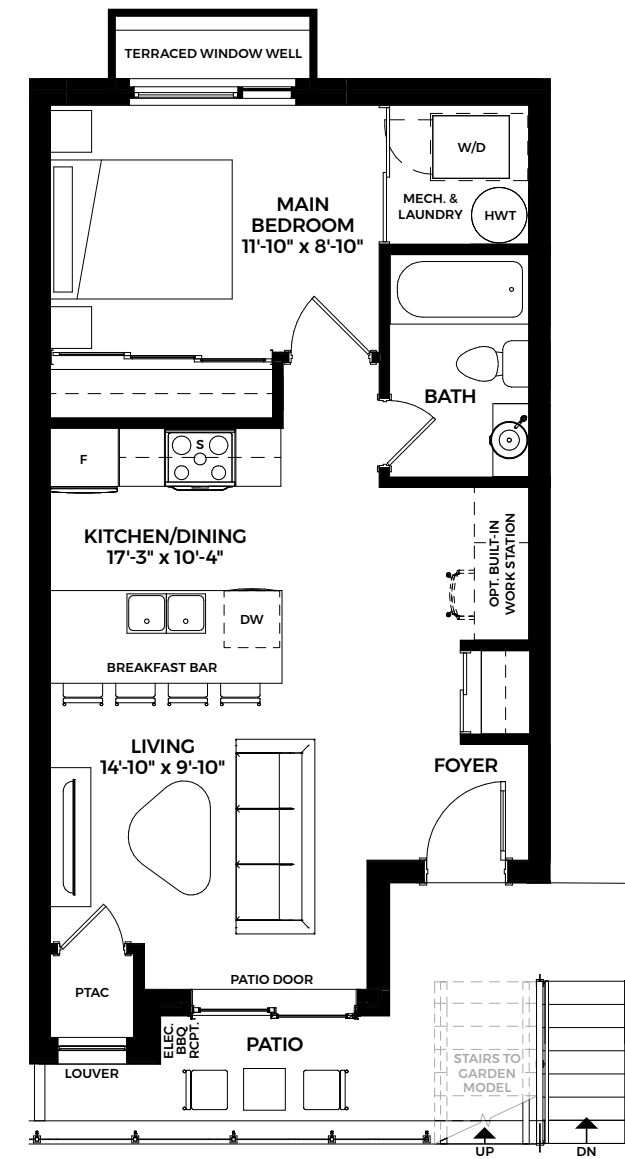 TERRACED WINDOW WELL
W/D
MECH. &
LAUNDRY
HWT
MAIN
BEDROOM
11'-10" x 8'-10"
BATH
F
S
KITCHEN/DINING
17'-3" x 10'-4"
OPT. BUILT-IN
WORK STATION
DW
BREAKFAST BAR
LIVING
14'-10" x 9'-10"
FOYER
PTAC
PATIO DOOR
ELEC.
BBQ
RCPT.
PATIO
LOUVER
STAIRS TO
GARDEN
MODEL
UP
DN